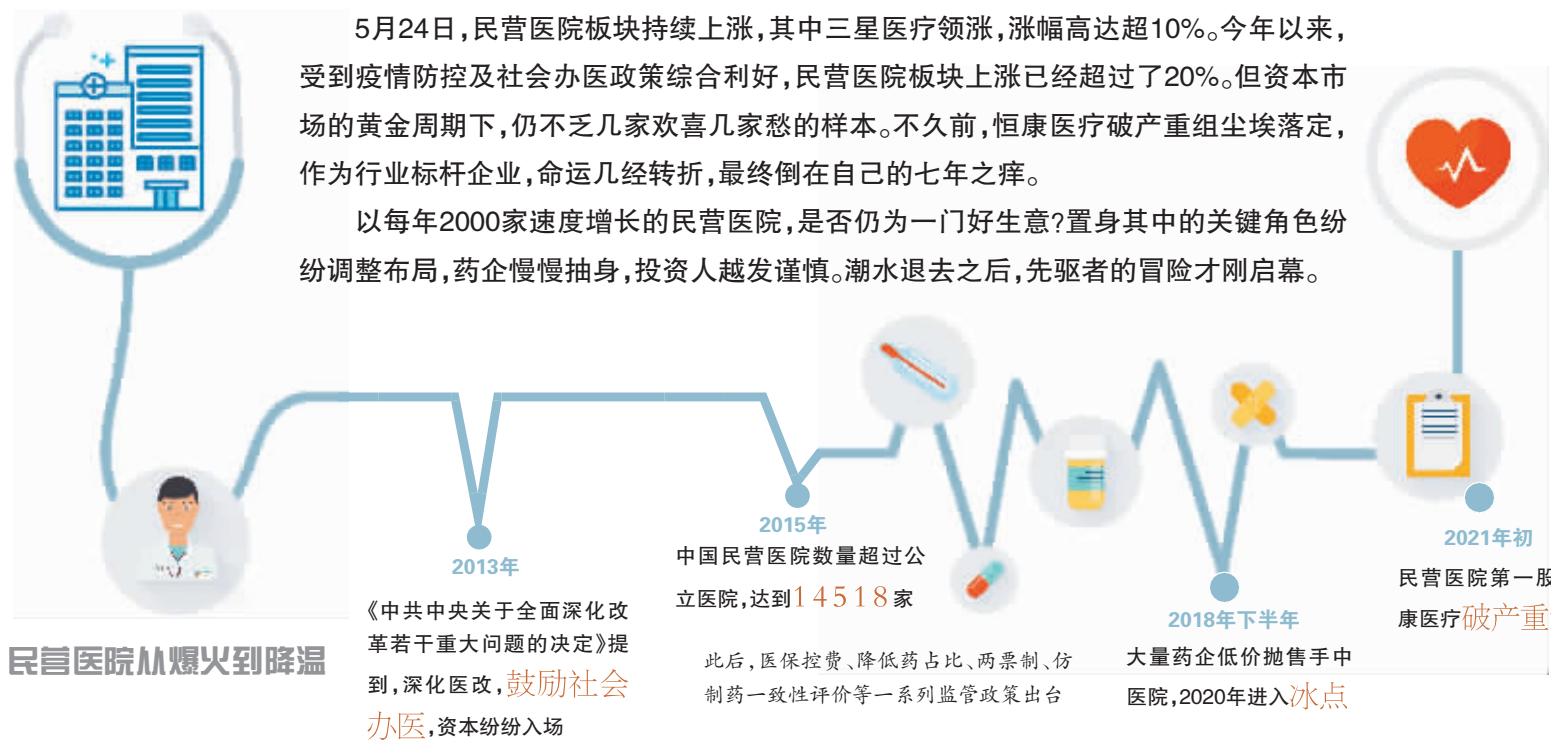 5月24日，民营医院板块持续上涨，其中三星医疗领涨，涨幅高达超10%。今年以来，
受到疫情防控及社会办医政策综合利好，民营医院板块上涨已经超过了20%。但资本市
场的黄金周期下，仍不乏几家欢喜几家愁的样本。不久前，恒康医疗破产重组尘埃落定，
作为行业标杆企业，命运几经转折，最终倒在自己的七年之痒。
以每年2000家速度增长的民营医院，是否仍为一门好生意?置身其中的关键角色纷
纷调整布局，药企慢慢抽身，投资人越发谨慎。潮水退去之后，先驱者的冒险才刚启幕。
民营医院从爆火到降温
2013年
《中共中央关于全面深化改
革若干重大问题的决定》提
到，深化医改，鼓励社会
办医，资本纷纷入场
2015年
中国民营医院数量超过公
立医院，达到14518家
此后，医保控费、降低药占比、两票制、仿
制药一致性评价等一系列监管政策出台
2018年下半年
大量药企低价抛售手中
医院，2020年进入冰点
2021年初
民营医院第一股
康医疗破产重